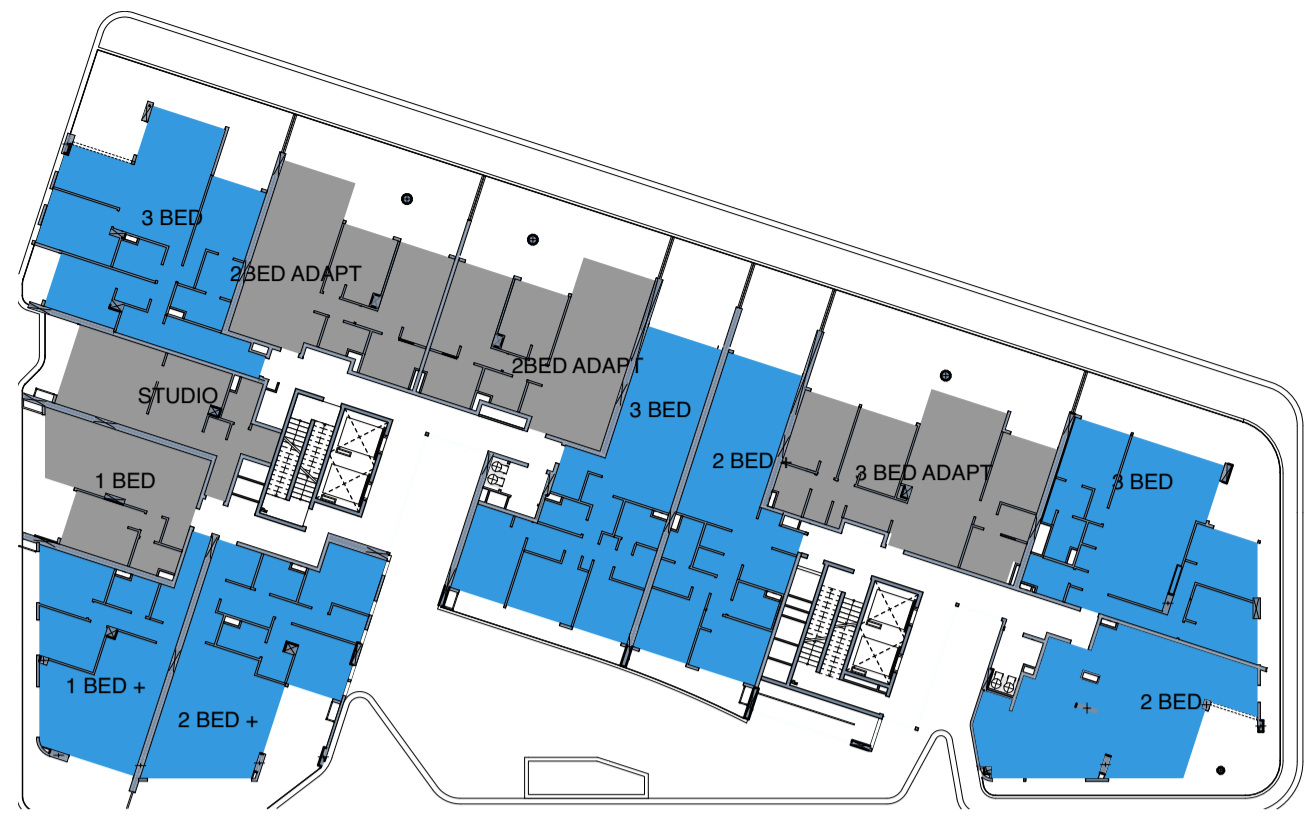 3 BED
2BED ADAPT
2BED ADAPT
STUDIO
3 BED
2 BED +
3 BED ADAPT
3 BED
1 BED
1 BED +
2 BED +
2 BED+